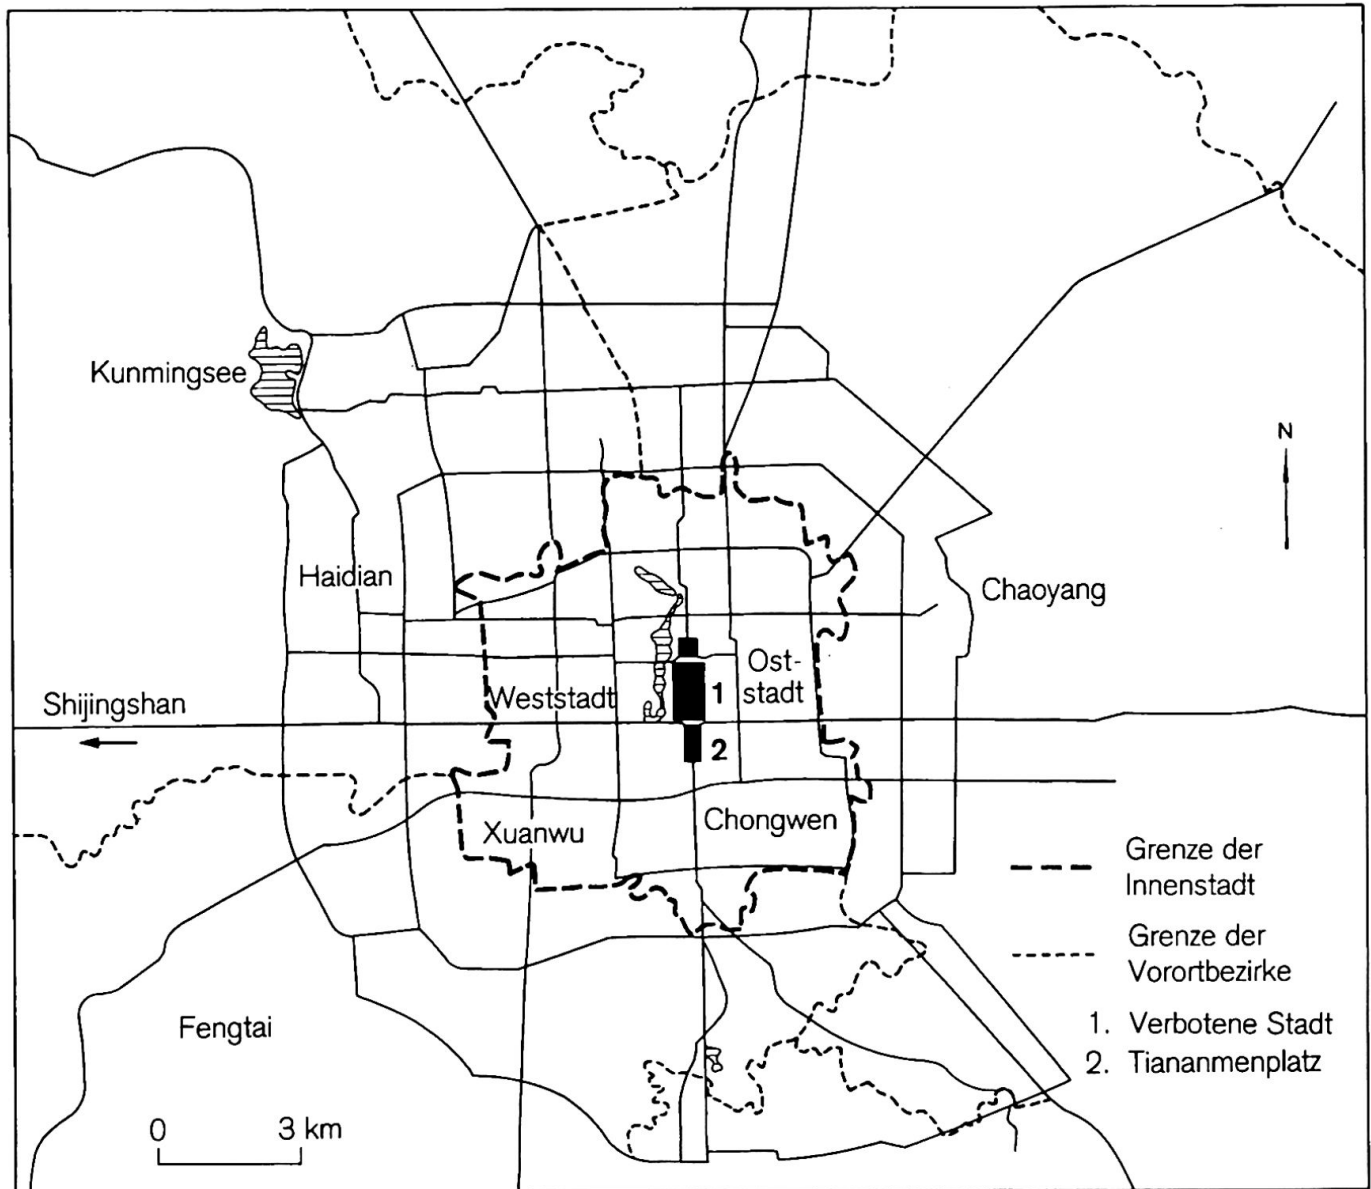 Kunmingsee
N
Haidian
Chaoyang
Ost-
stadt
Weststadt
1
Shijingshan
2
Xuanwu
Chongwen
Grenze der
Innenstadt
Grenze der
Vorortbezirke
Fengtai
1. Verbotene Stadt
2. Tiananmenplatz
0 3 km